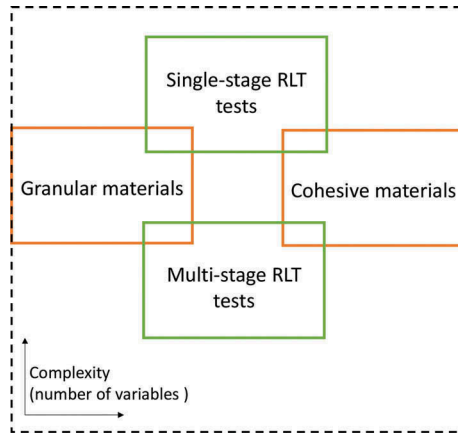 Single-stage RLT
tests
Granular materials
Cohesive materials
Multi-stage RLT
tests
Complexity
(number of variables )